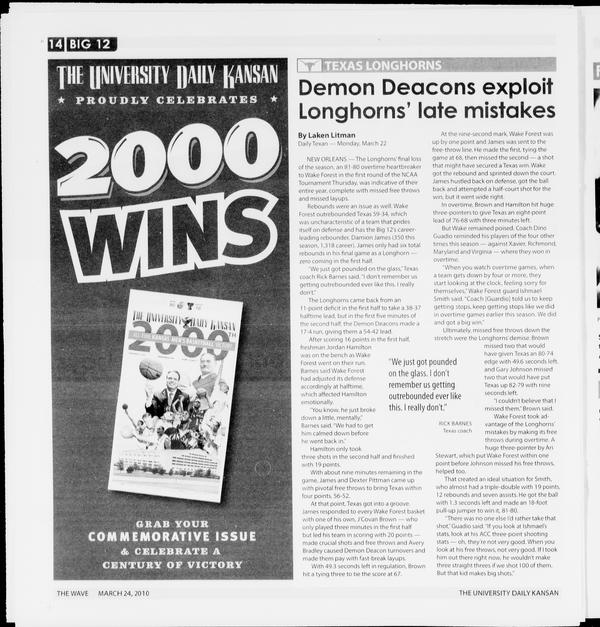 14 BIG 12
THE UNIVERSITY DAILY KANSAN
★ PROUDLY CELEBRATES ★
2000
WINS
THE UNIVERSITY DAILY KANSAN
2000TH
GRAB YOUR
COMMEMORATIVE ISSUE
& CELEBRATE A
CENTURY OF VICTORY
TEXAS LONGHORNS
Demon Deacons exploit
Longhorns' late mistakes
By Laken Litman
Daily Texan — Monday, March 22
NEW ORLEANS — The Longhorns' final loss
of the season, an 81-80 overtime heartbreaker
to Wake Forest in the first round of the NCAA
Tournament Thursday, was indicative of their
entire year, complete with missed free throws
and missed layups.
Rebounds were an issue as well. Wake
Forest outrebounded Texas 59-34, which
was uncharacteristic of a team that prides
itself on defense and has the Big 12's career-
leading rebounder, Damion James (350 this
season, 1,318 career). James only had six total
rebounds in his final game as a Longhorn —
zero coming in the first half.
"We just got pounded on the glass," Texas
coach Rick Barnes said. "I don't remember us
getting outrebounded ever like this. I really
don't."
The Longhorns came back from an
11-point deficit in the first half to take a 38-37
halftime lead, but in the first five minutes of
the second half, the Demon Deacons made a
17-4 run, giving them a 54-42 lead.
After scoring 16 points in the first half,
freshman Jordan Hamilton
was on the bench as Wake
Forest went on their run.
Barnes said Wake Forest
had adjusted its defense
accordingly at halftime,
which affected Hamilton
emotionally.
"You know, he just broke
down a little, mentally,"
Barnes said. "We had to get
him calmed down before
he went back in."
Hamilton only took
three shots in the second half and finished
with 19 points.
With about nine minutes remaining in the
game, James and Dexter Pittman came up
with pivotal free throws to bring Texas within
four points, 56-52.
At that point, Texas got into a groove.
James responded to every Wake Forest basket
with one of his own, J'Covan Brown — who
only played three minutes in the first half
but led his team in scoring with 20 points —
made crucial shots and free throws and Avery
Bradley caused Demon Deacon turnovers and
made them pay with fast-break layups.
With 49.3 seconds left in regulation, Brown
hit a tying three to tie the score at 67.
"We just got pounded
on the glass. I don't
remember us getting
outrebounded ever like
this. I really don't."
RICK BARNES
Texas coach
At the nine-second mark, Wake Forest was
up by one point and James was sent to the
free-throw line. He made the first, tying the
game at 68, then missed the second — a shot
that might have secured a Texas win. Wake
got the rebound and sprinted down the court.
James hustled back on defense, got the ball
back and attempted a half-court shot for the
win, but it went wide right.
In overtime, Brown and Hamilton hit huge
three-pointers to give Texas an eight-point
lead of 76-68 with three minutes left.
But Wake remained poised. Coach Dino
Guadio reminded his players of the four other
times this season — against Xavier, Richmond,
Maryland and Virginia — where they won in
overtime.
"When you watch overtime games, when
a team gets down by four or more, they
start looking at the clock, feeling sorry for
themselves," Wake Forest guard Ishmael
Smith said. "Coach [Guadio] told us to keep
getting stops, keep getting stops like we did
in overtime games earlier this season. We did
and got a big win."
Ultimately, missed free throws down the
stretch were the Longhorns' demise. Brown
missed two that would
have given Texan an 80-74
edge with 49.6 seconds left,
and Gary Johnson missed
two that would have put
Texas up 82-79 with nine
seconds left.
"I couldn't believe that I
missed them," Brown said.
Wake Forest took ad-
vantage of the Longhorns'
mistakes by making its free
throws during overtime. A
huge three-pointer by Ari
Stewart, which put Wake Forest within one
point before Johnson missed his free throws,
helped too.
That created an ideal situation for Smith,
who almost had a triple-double with 19 points,
12 rebounds and seven assists. He got the ball
with 1.3 seconds left and made an 18-foot
pull-up jumper to win it, 81-80.
"There was no one else I'd rather take that
shot," Guadio said. "If you look at Ishmael's
stats, look at his ACC three-point shooting
stats — oh, they're not very good. When you
look at his free throws, not very good. If I took
him out there right now, he wouldn't make
three straight threes if we shot 100 of them.
But that kid makes big shots."
THE WAVE MARCH 24, 2010
THE UNIVERSITY DAILY KANSAN